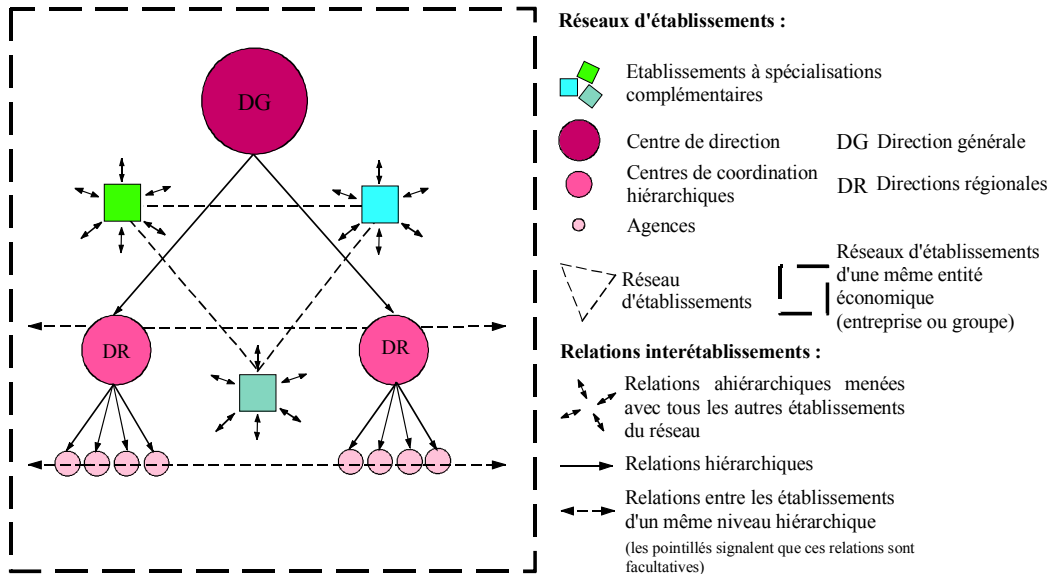 DG
DR
DR
Réseaux d'établissements :
Etablissements à spécialisations
complémentaires
Centre de direction
DG Direction générale
Centres de coordination
hiérarchiques
DR Directions régionales
Agences
Réseau
d'établissements
Réseaux d'établissements
d'une même entité
économique
(entreprise ou groupe)
Relations interétablissements :
Relations ahiérarchiques menées
avec tous les autres établissements
du réseau
Relations hiérarchiques
Relations entre les établissements
d'un même niveau hiérarchique
(les pointillés signalent que ces relations sont
facultatives)